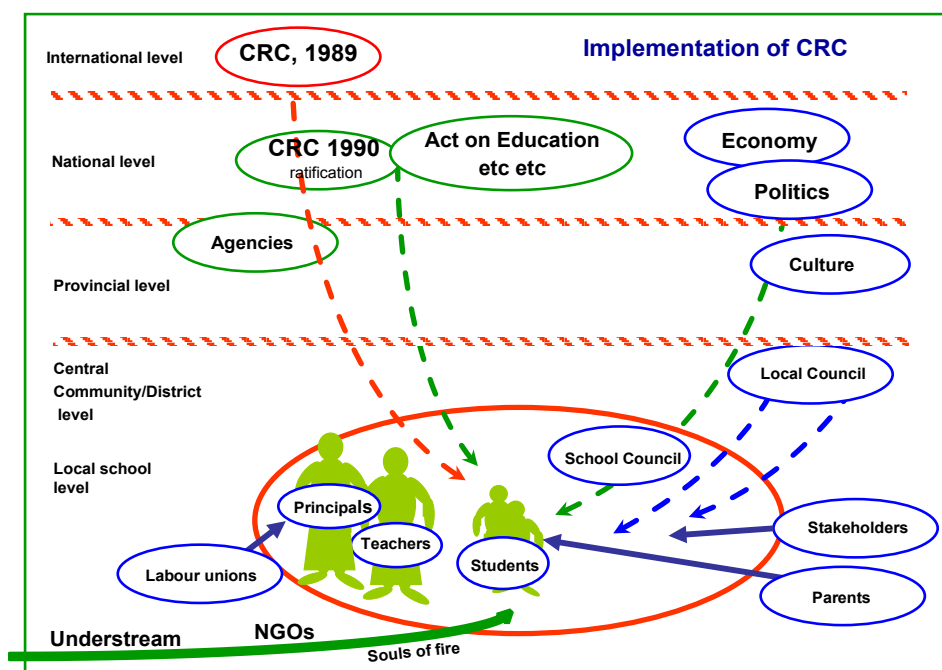 Implementation of CRC
International level
CRC, 1989
National level
CRC 1990
ratification
Act on Education
etc etc
Economy
Politics
Agencies
Culture
Provincial level
Central
Community/District
level
Local Council
Local school
level
School Council
Principals
Teachers
Students
Stakeholders
Labour unions
Parents
Understream
NGOs
Souls of fire